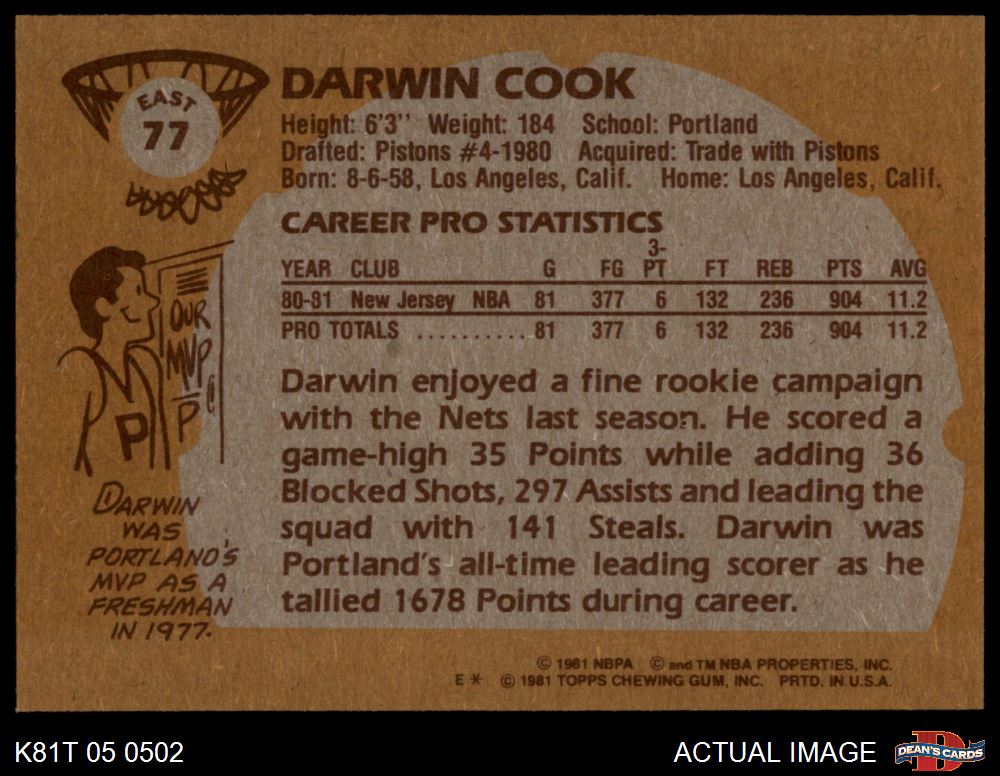 EAST
77
DARWIN COOK
Height: 6'3'' Weight: 184 School: Portland
Drafted: Pistons #4-1980 Acquired: Trade with Pistons
Born: 8-6-58, Los Angeles, Calif. Home: Los Angeles, Calif.
CAREER PRO STATISTICS
YEAR CLUB G FG 3-PT FT REB PTS AVG
80-81 New Jersey NBA 81 377 6 132 236 904 11.2
PRO TOTALS .......... 81 377 6 132 236 904 11.2
OUR
MVP
P
P
Darwin enjoyed a fine rookie campaign
with the Nets last season. He scored a
game-high 35 Points while adding 36
Blocked Shots, 297 Assists and leading the
squad with 141 Steals. Darwin was
Portland's all-time leading scorer as he
tallied 1678 Points during career.
DARWIN
WAS
PORTLAND'S
MVP AS A
FRESHMAN
IN 1977.
© 1981 NBPA © and TM NBA PROPERTIES, INC.
E * © 1981 TOPPS CHEWING GUM, INC. PRTD. IN U.S.A.
K81T 05 0502
ACTUAL IMAGE
DEAN'S CARDS